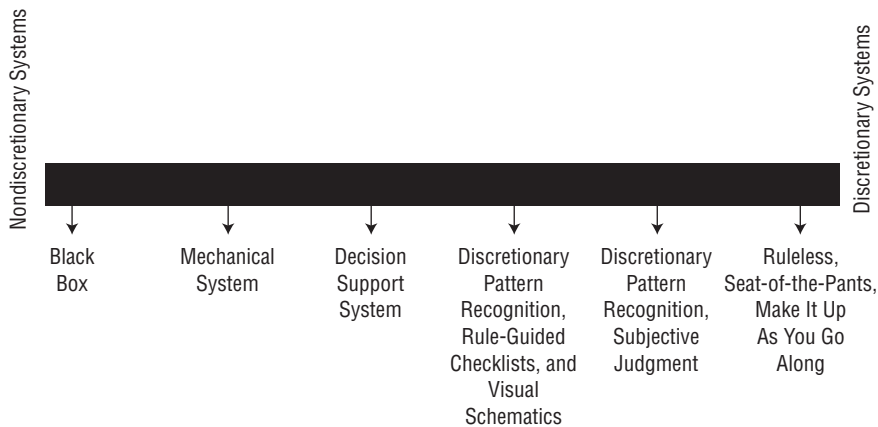 Nondiscretionary Systems
Discretionary Systems
Black
Box
Mechanical
System
Decision
Support
System
Discretionary
Pattern
Recognition,
Rule-Guided
Checklists, and
Visual
Schematics
Discretionary
Pattern
Recognition,
Subjective
Judgment
Ruleless,
Seat-of-the-Pants,
Make It Up
As You Go
Along